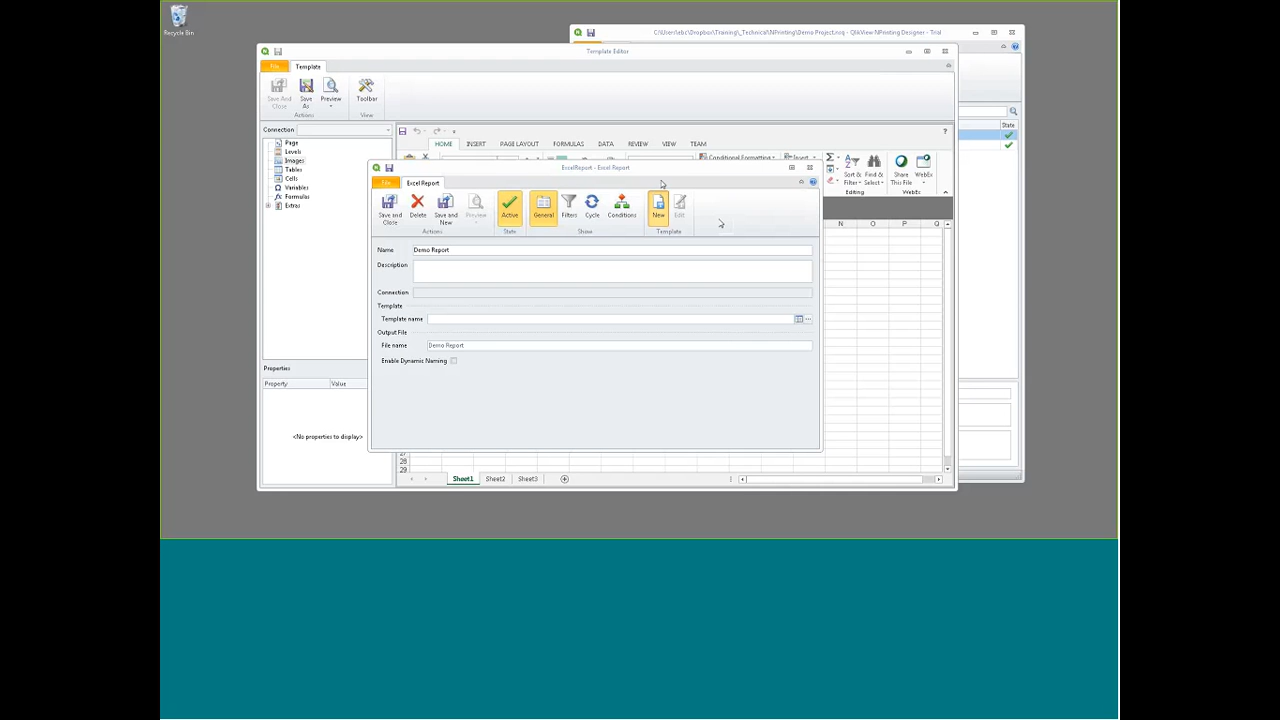 Recycle Bin
C:\Users\abc\Dropbox\Training\_Technical\NPrinting\Demo Project.nsq - QlikView NPrinting Designer - Trial
Template Editor
File
Template
Save And Close
Save As
Preview
Toolbar
Actions
View
Connection
State
Page
Levels
Images
Tables
Cells
Variables
Formulas
Extras
HOME
INSERT
PAGE LAYOUT
FORMULAS
DATA
REVIEW
VIEW
TEAM
Conditional Formatting
Insert
Sort & Filter
Find & Select
Share This File
WebEx
Editing
WebEx
ExcelReport - Excel Report
File
Excel Report
Save and Close
Delete
Save and New
Preview
Active
General
Filters
Cycle
Conditions
New
Edit
Actions
State
Show
Template
N
O
P
Q
Name
Demo Report
Description
Connection
Template
Template name
Output File
File name
Demo Report
Enable Dynamic Naming
Properties
Property
Value
<No properties to display>
28
29
Sheet1
Sheet2
Sheet3